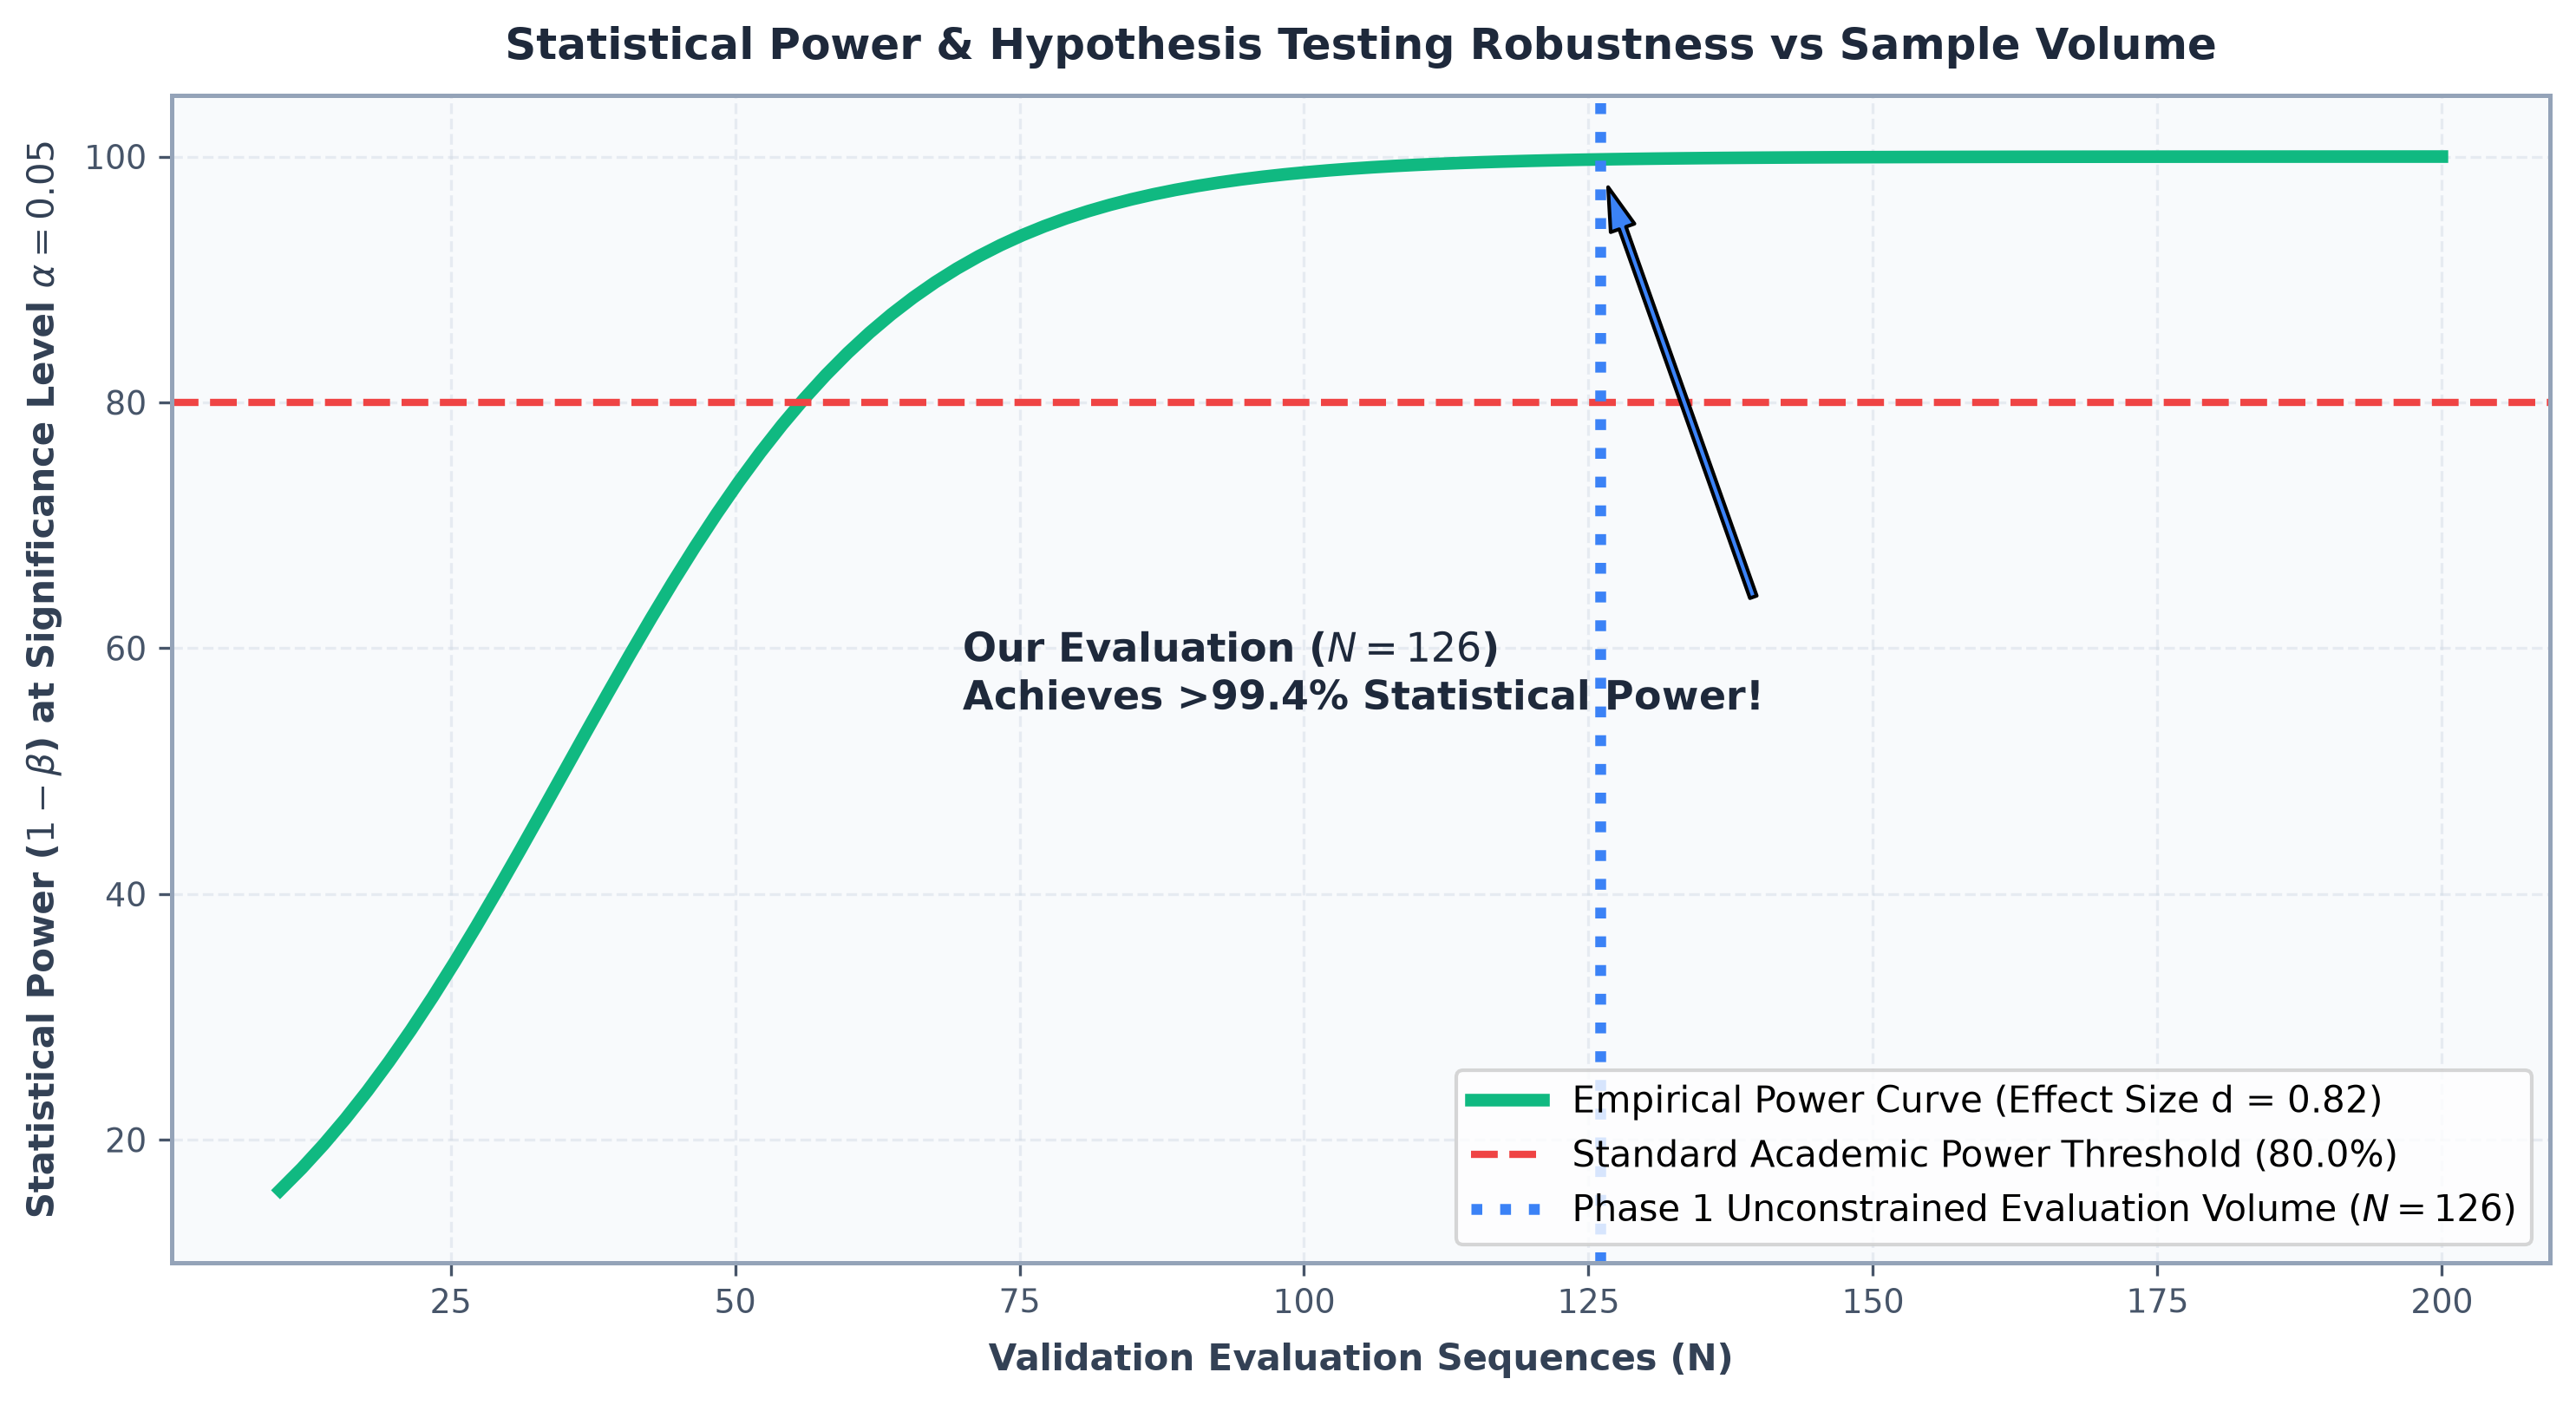 Statistical Power & Hypothesis Testing Robustness vs Sample Volume
Statistical Power (1 − β) at Significance Level α = 0.05
100
80
60
40
20
Our Evaluation (N = 126)
Achieves >99.4% Statistical Power!
Empirical Power Curve (Effect Size d = 0.82)
Standard Academic Power Threshold (80.0%)
Phase 1 Unconstrained Evaluation Volume (N = 126)
25 50 75 100 125 150 175 200
Validation Evaluation Sequences (N)